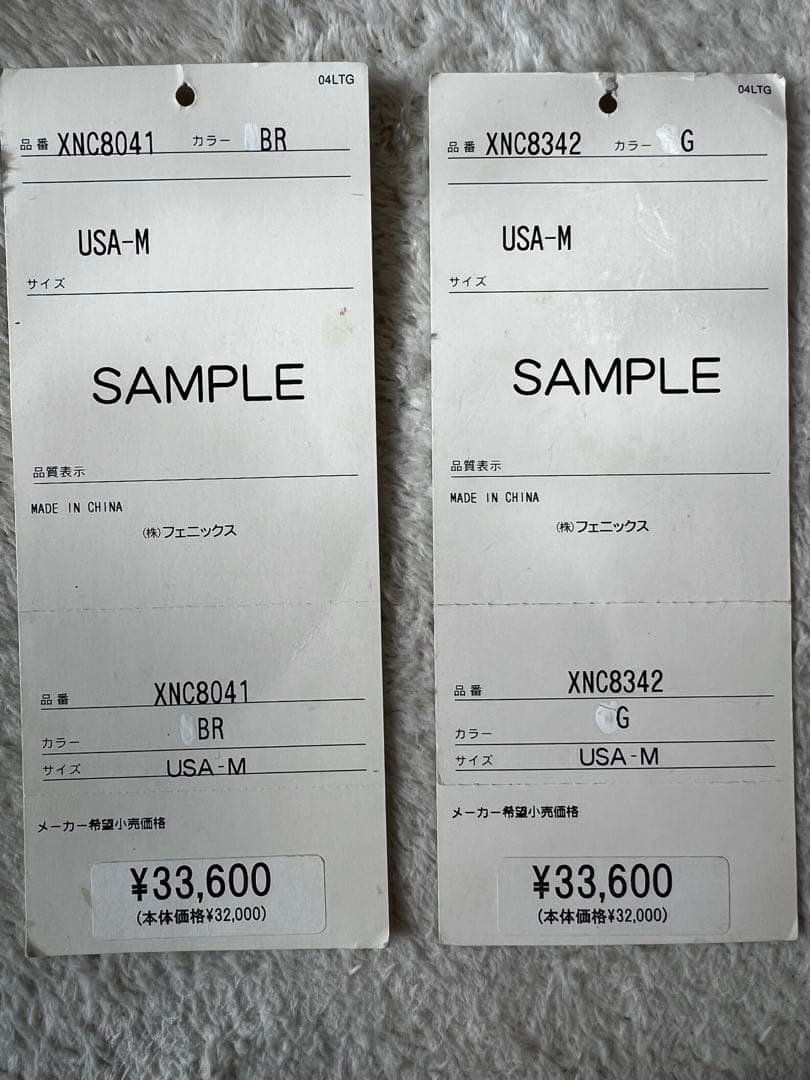 04LTG
品番 XNC8041 カラー BR
USA-M
サイズ
SAMPLE
品質表示
MADE IN CHINA
(株)フェニックス
品番 XNC8041
カラー BR
サイズ USA-M
メーカー希望小売価格
¥33,600
(本体価格¥32,000)
04LTG
品番 XNC8342 カラー G
USA-M
サイズ
SAMPLE
品質表示
MADE IN CHINA
(株)フェニックス
品番 XNC8342
カラー G
サイズ USA-M
メーカー希望小売価格
¥33,600
(本体価格¥32,000)